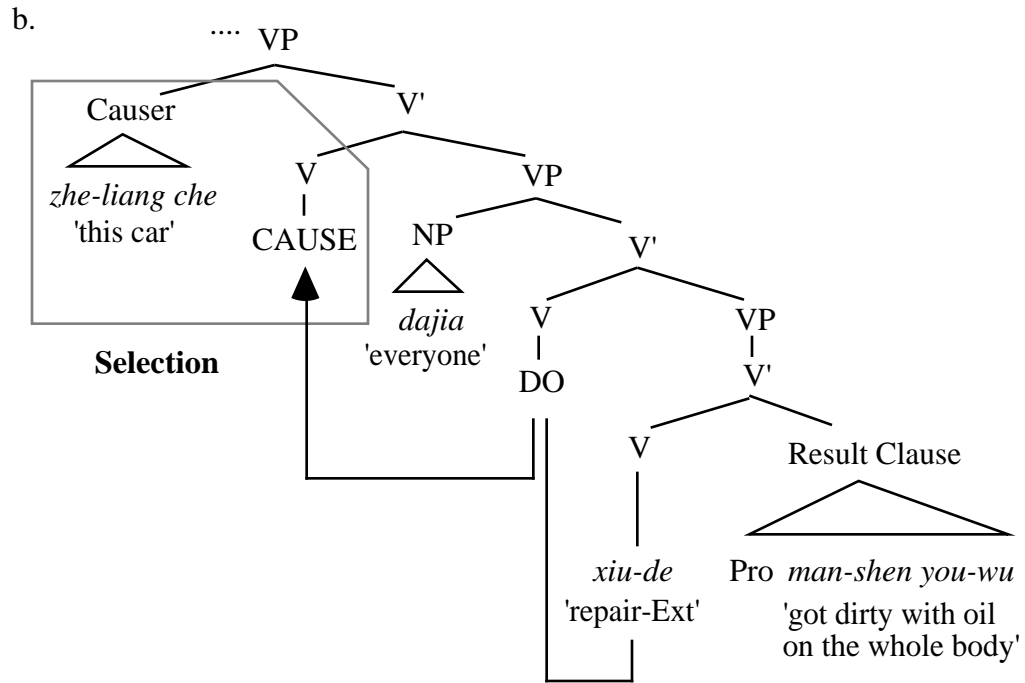 b.
.... VP
Causer
V'
zhe-liang che
'this car'
V
CAUSE
VP
NP
dajia
'everyone'
V'
Selection
V
DO
VP
V'
V
Result Clause
xiu-de
'repair-Ext'
Pro man-shen you-wu
'got dirty with oil
on the whole body'